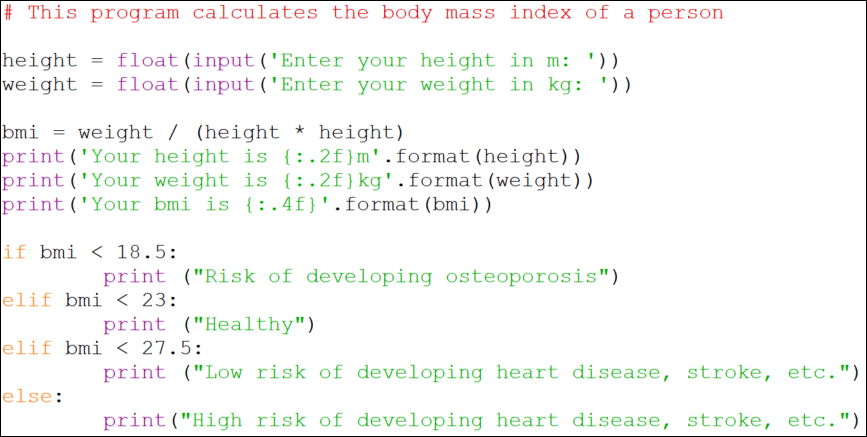 # This program calculates the body mass index of a person

height = float(input('Enter your height in m: '))
weight = float(input('Enter your weight in kg: '))

bmi = weight / (height * height)
print('Your height is {:.2f}m'.format(height))
print('Your weight is {:.2f}kg'.format(weight))
print('Your bmi is {:.4f}'.format(bmi))

if bmi < 18.5:
        print ("Risk of developing osteoporosis")
elif bmi < 23:
        print ("Healthy")
elif bmi < 27.5:
        print ("Low risk of developing heart disease, stroke, etc.")
else:
        print("High risk of developing heart disease, stroke, etc.")